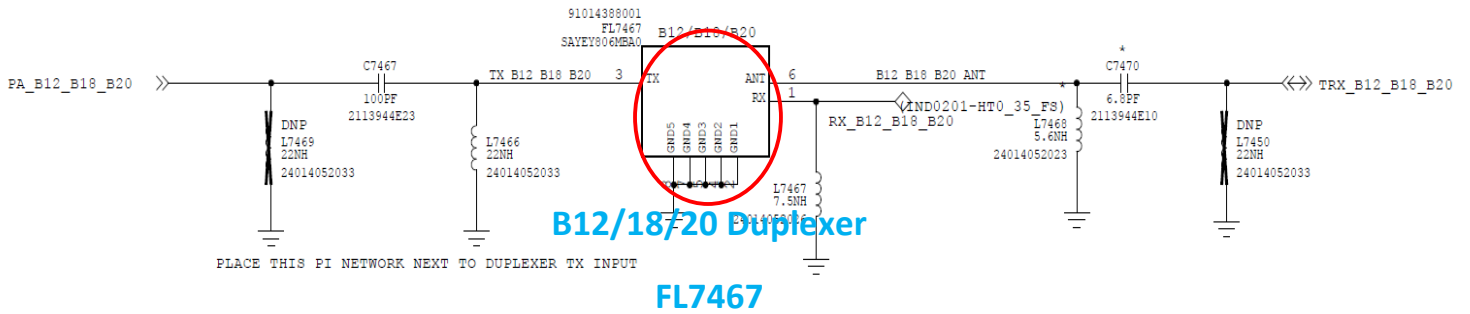 91014388001
FL7467
SAYEY806MBA0
B12/B18/B20
PA_B12_B18_B20
C7467
100PF
2113944E23
TX B12 B18 B20
3
TX
ANT
RX
6
1
B12 B18 B20 ANT
*
C7470
6.8PF
2113944E10
TRX_B12_B18_B20
DNP
L7469
22NH
24014052033
L7466
22NH
24014052033
GND5
GND4
GND3
GND2
GND1
RX_B12_B18_B20
(IND0201-HT0_35_FS)
*
L7468
5.6NH
24014052023
DNP
L7450
22NH
24014052033
L7467
7.5NH
B12/18/20 Duplexer
PLACE THIS PI NETWORK NEXT TO DUPLEXER TX INPUT
FL7467